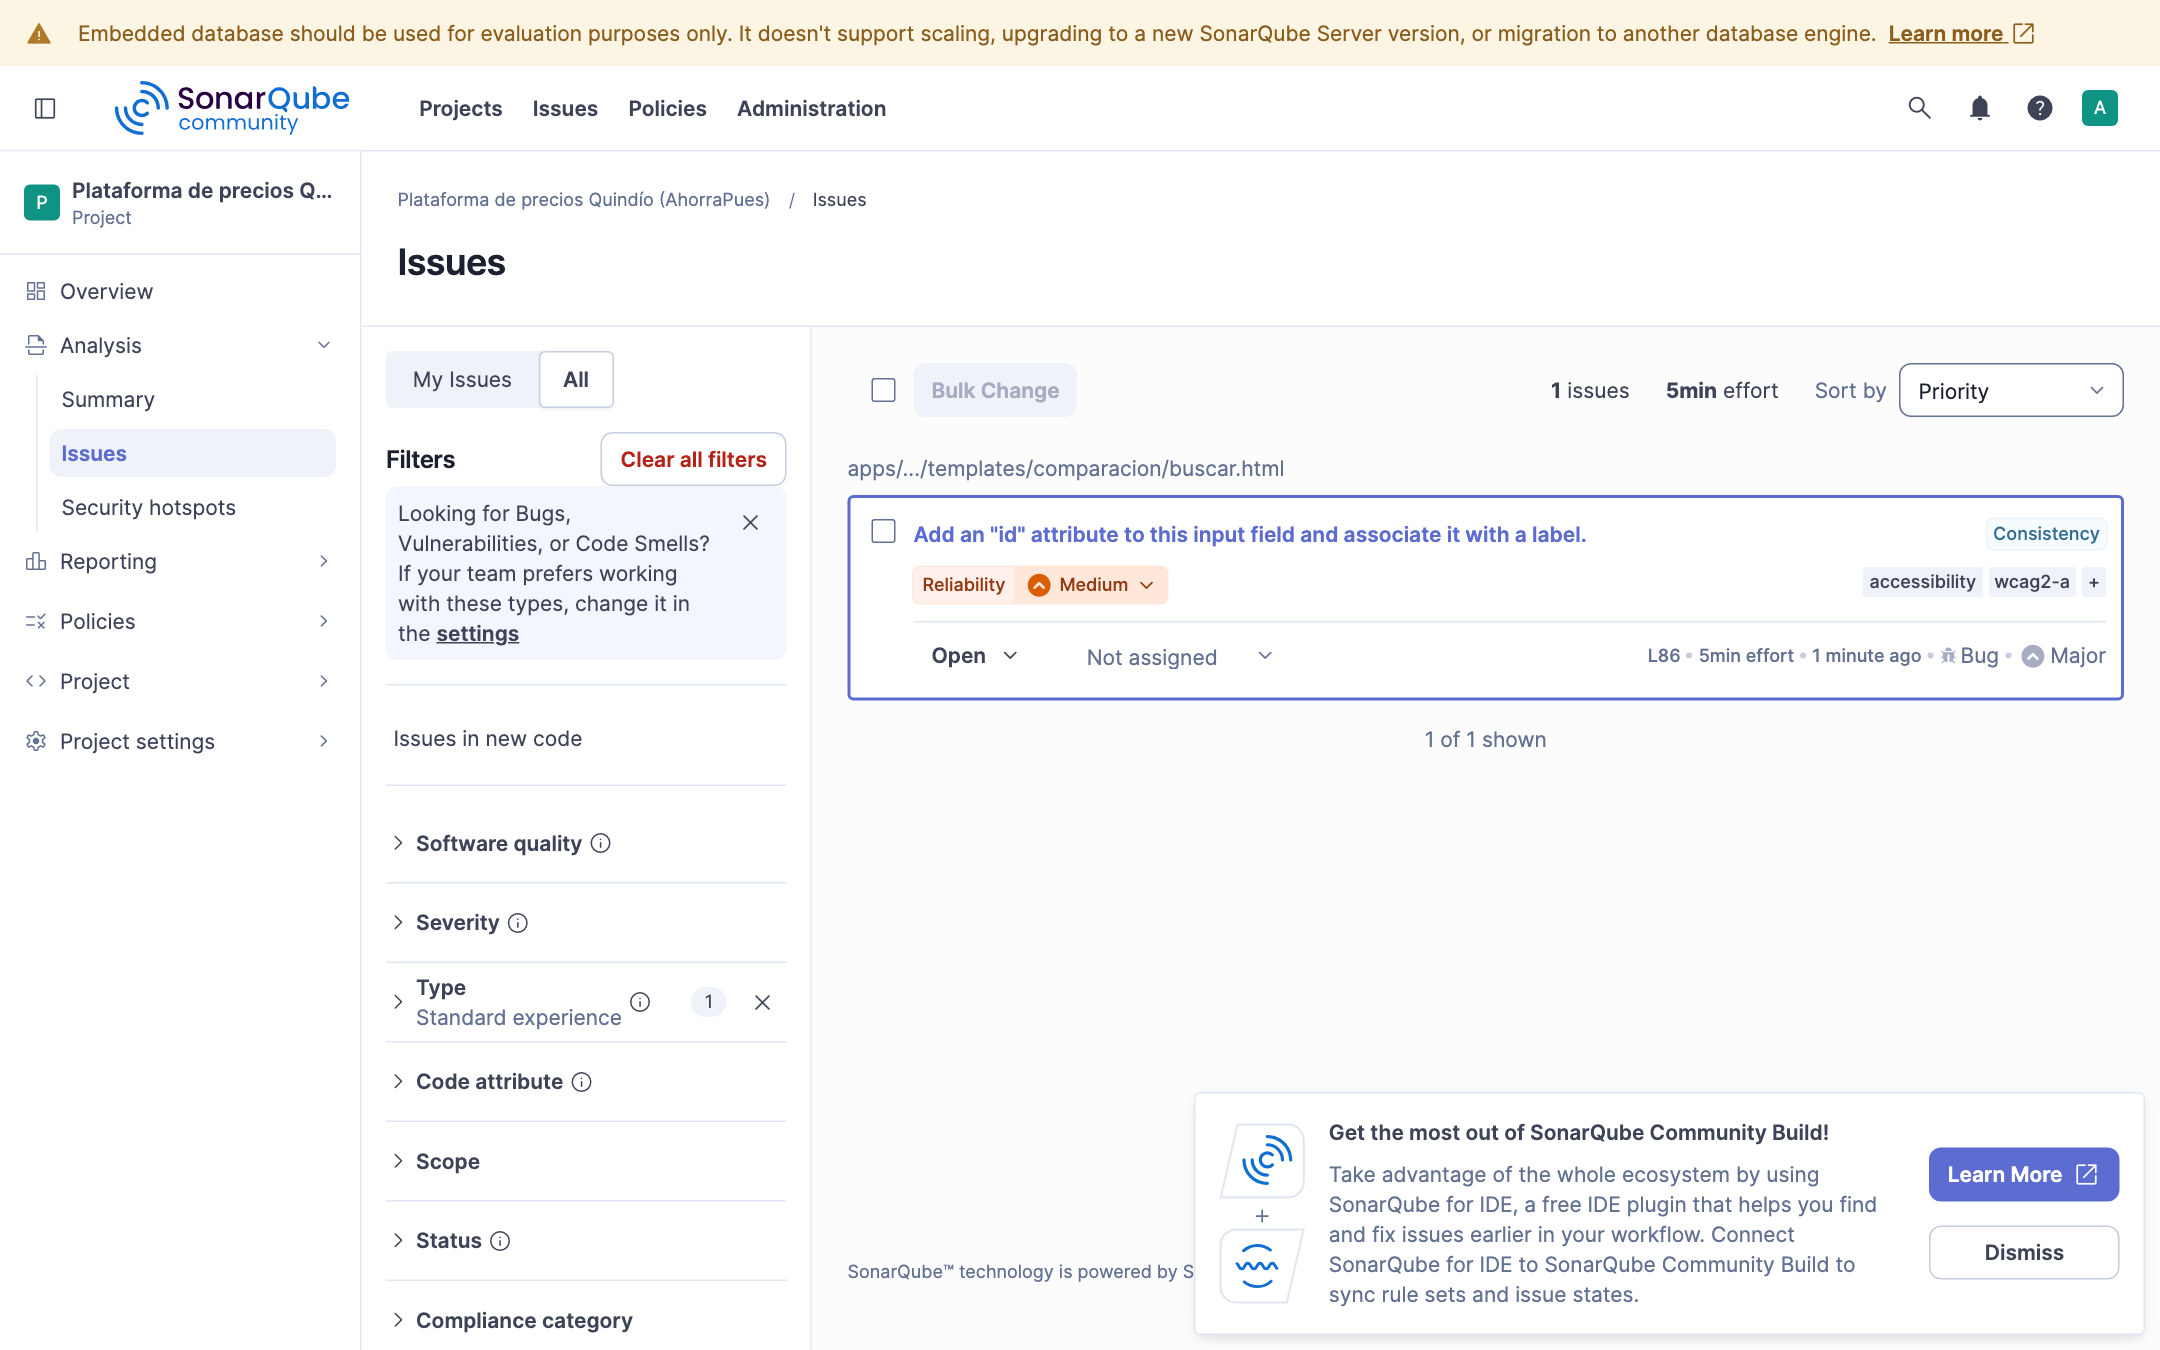 Embedded database should be used for evaluation purposes only. It doesn't support scaling, upgrading to a new SonarQube Server version, or migration to another database engine. Learn more
SonarQube community
Projects Issues Policies Administration
A
P
Plataforma de precios Q...
Project
Overview
Analysis
Summary
Issues
Security hotspots
Reporting
Policies
Project
Project settings
Plataforma de precios Quindío (AhorraPues) / Issues
Issues
My Issues All
Filters
Clear all filters
Looking for Bugs,
Vulnerabilities, or Code Smells?
If your team prefers working
with these types, change it in
the settings
Issues in new code
Software quality
Severity
Type
Standard experience
1
Code attribute
Scope
Status
Compliance category
Bulk Change
1 issues 5min effort Sort by Priority
apps/.../templates/comparacion/buscar.html
Add an "id" attribute to this input field and associate it with a label.
Consistency
Reliability Medium
accessibility wcag2-a +
Open Not assigned
L86 • 5min effort • 1 minute ago • Bug • Major
1 of 1 shown
SonarQube™ technology is powered by S
Get the most out of SonarQube Community Build!
Take advantage of the whole ecosystem by using
SonarQube for IDE, a free IDE plugin that helps you find
and fix issues earlier in your workflow. Connect
SonarQube for IDE to SonarQube Community Build to
sync rule sets and issue states.
+
Learn More
Dismiss